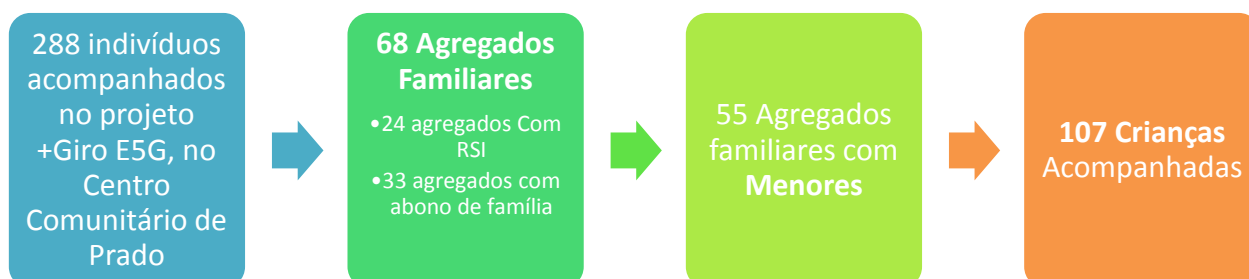 288 indivíduos
acompanhados
no projeto
+Giro E5G, no
Centro
Comunitário de
Prado
68 Agregados
Familiares
•24 agregados Com
RSI
•33 agregados com
abono de família
55 Agregados
familiares com
Menores
107 Crianças
Acompanhadas